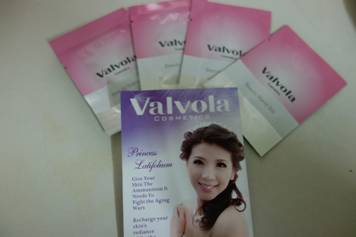 Valvola
Valvola
Valvola
Valvola
Valvola
COSMETICS
Princess
Latifolium
Give Your
Skin The
Ammunition It
Needs To
Fight the Aging
Wars
Recharge your
skin's
radiance